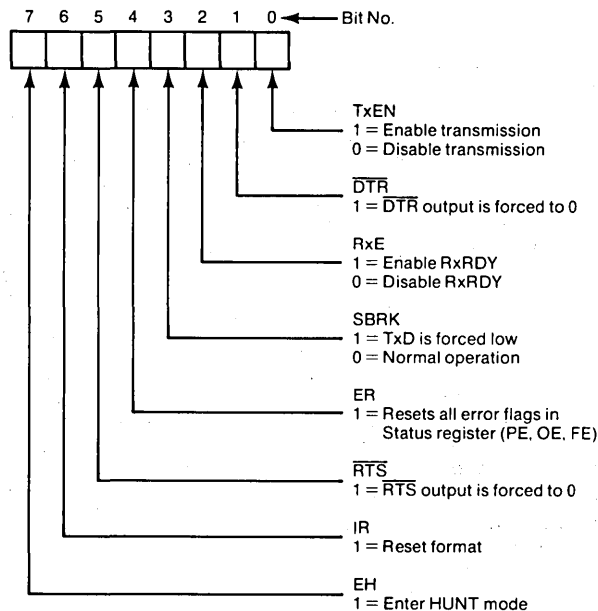 7 6 5 4 3 2 1 0 Bit No.
TxEN
1 = Enable transmission
0 = Disable transmission
DTR
1 = DTR output is forced to 0
RxE
1 = Enable RxRDY
0 = Disable RxRDY
SBRK
1 = TxD is forced low
0 = Normal operation
ER
1 = Resets all error flags in
Status register (PE, OE, FE)
RTS
1 = RTS output is forced to 0
IR
1 = Reset format
EH
1 = Enter HUNT mode